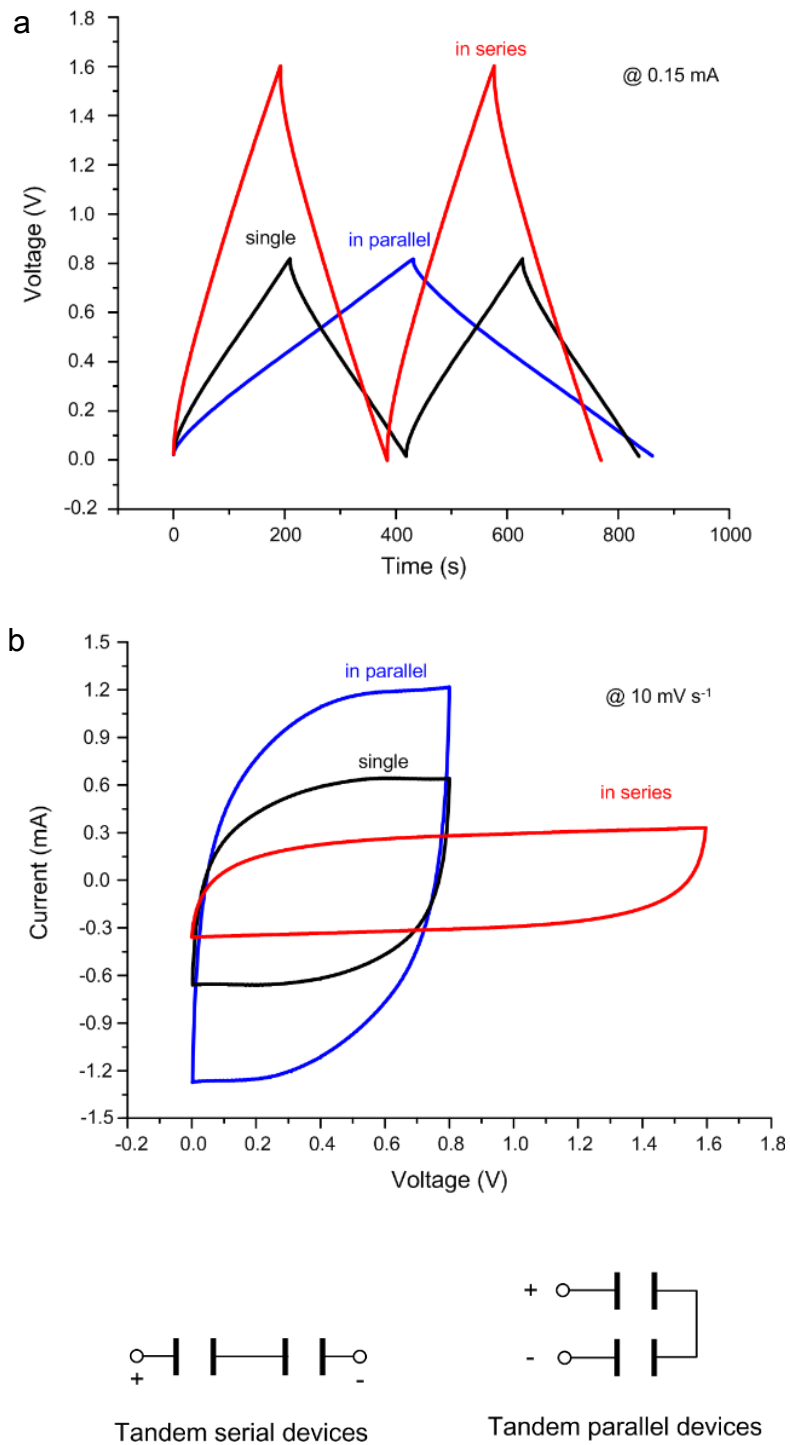 a
1.8
1.6
1.4
1.2
1.0
0.8
0.6
0.4
0.2
0.0
-0.2
Voltage (V)
in series
@ 0.15 mA
single
in parallel
0
200
400
600
800
1000
Time (s)
b
1.5
1.2
0.9
0.6
0.3
0.0
-0.3
-0.6
-0.9
-1.2
-1.5
Current (mA)
in parallel
@ 10 mV s⁻¹
single
in series
-0.2
0.0
0.2
0.4
0.6
0.8
1.0
1.2
1.4
1.6
1.8
Voltage (V)
+
-
Tandem serial devices
+
-
Tandem parallel devices